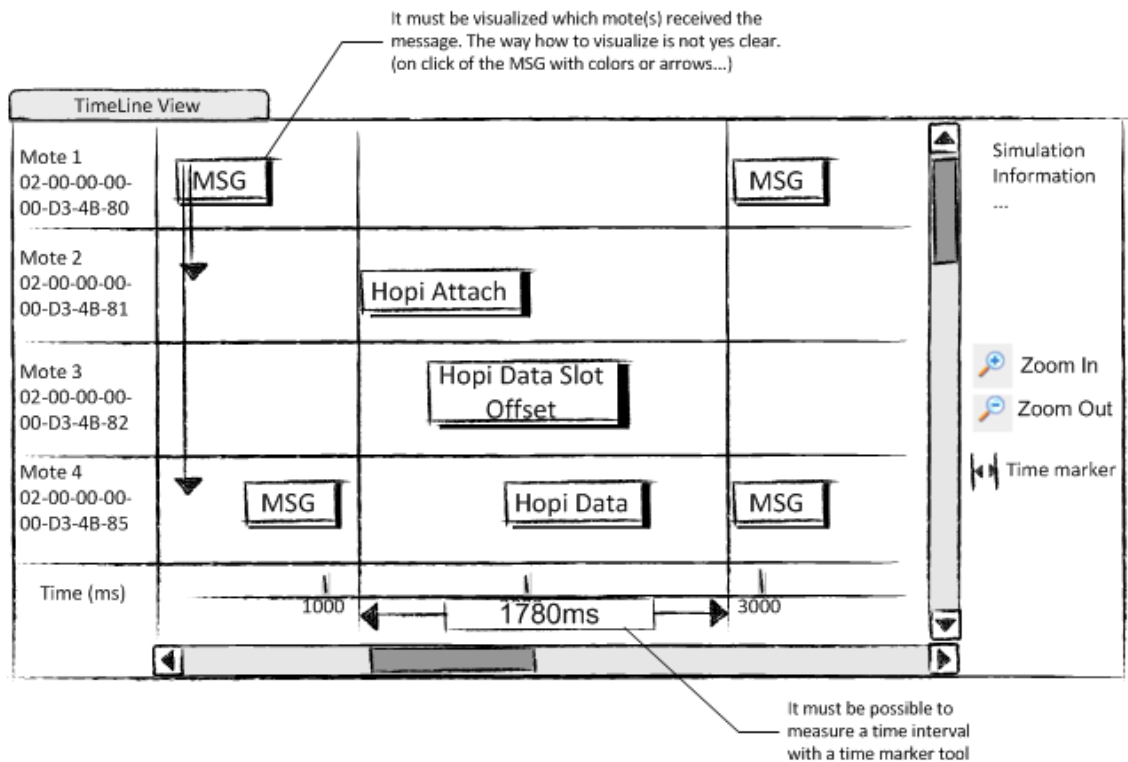 It must be visualized which mote(s) received the
message. The way how to visualize is not yes clear.
(on click of the MSG with colors or arrows...)
TimeLine View
Mote 1
02-00-00-00-
00-D3-4B-80
MSG
MSG
Simulation
Information
...
Mote 2
02-00-00-00-
00-D3-4B-81
Hopi Attach
Mote 3
02-00-00-00-
00-D3-4B-82
Hopi Data Slot
Offset
Zoom In
Zoom Out
Time marker
Mote 4
02-00-00-00-
00-D3-4B-85
MSG
Hopi Data
MSG
Time (ms)
1000
1780ms
3000
It must be possible to
measure a time interval
with a time marker tool